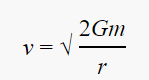 v = √ 2Gm / r